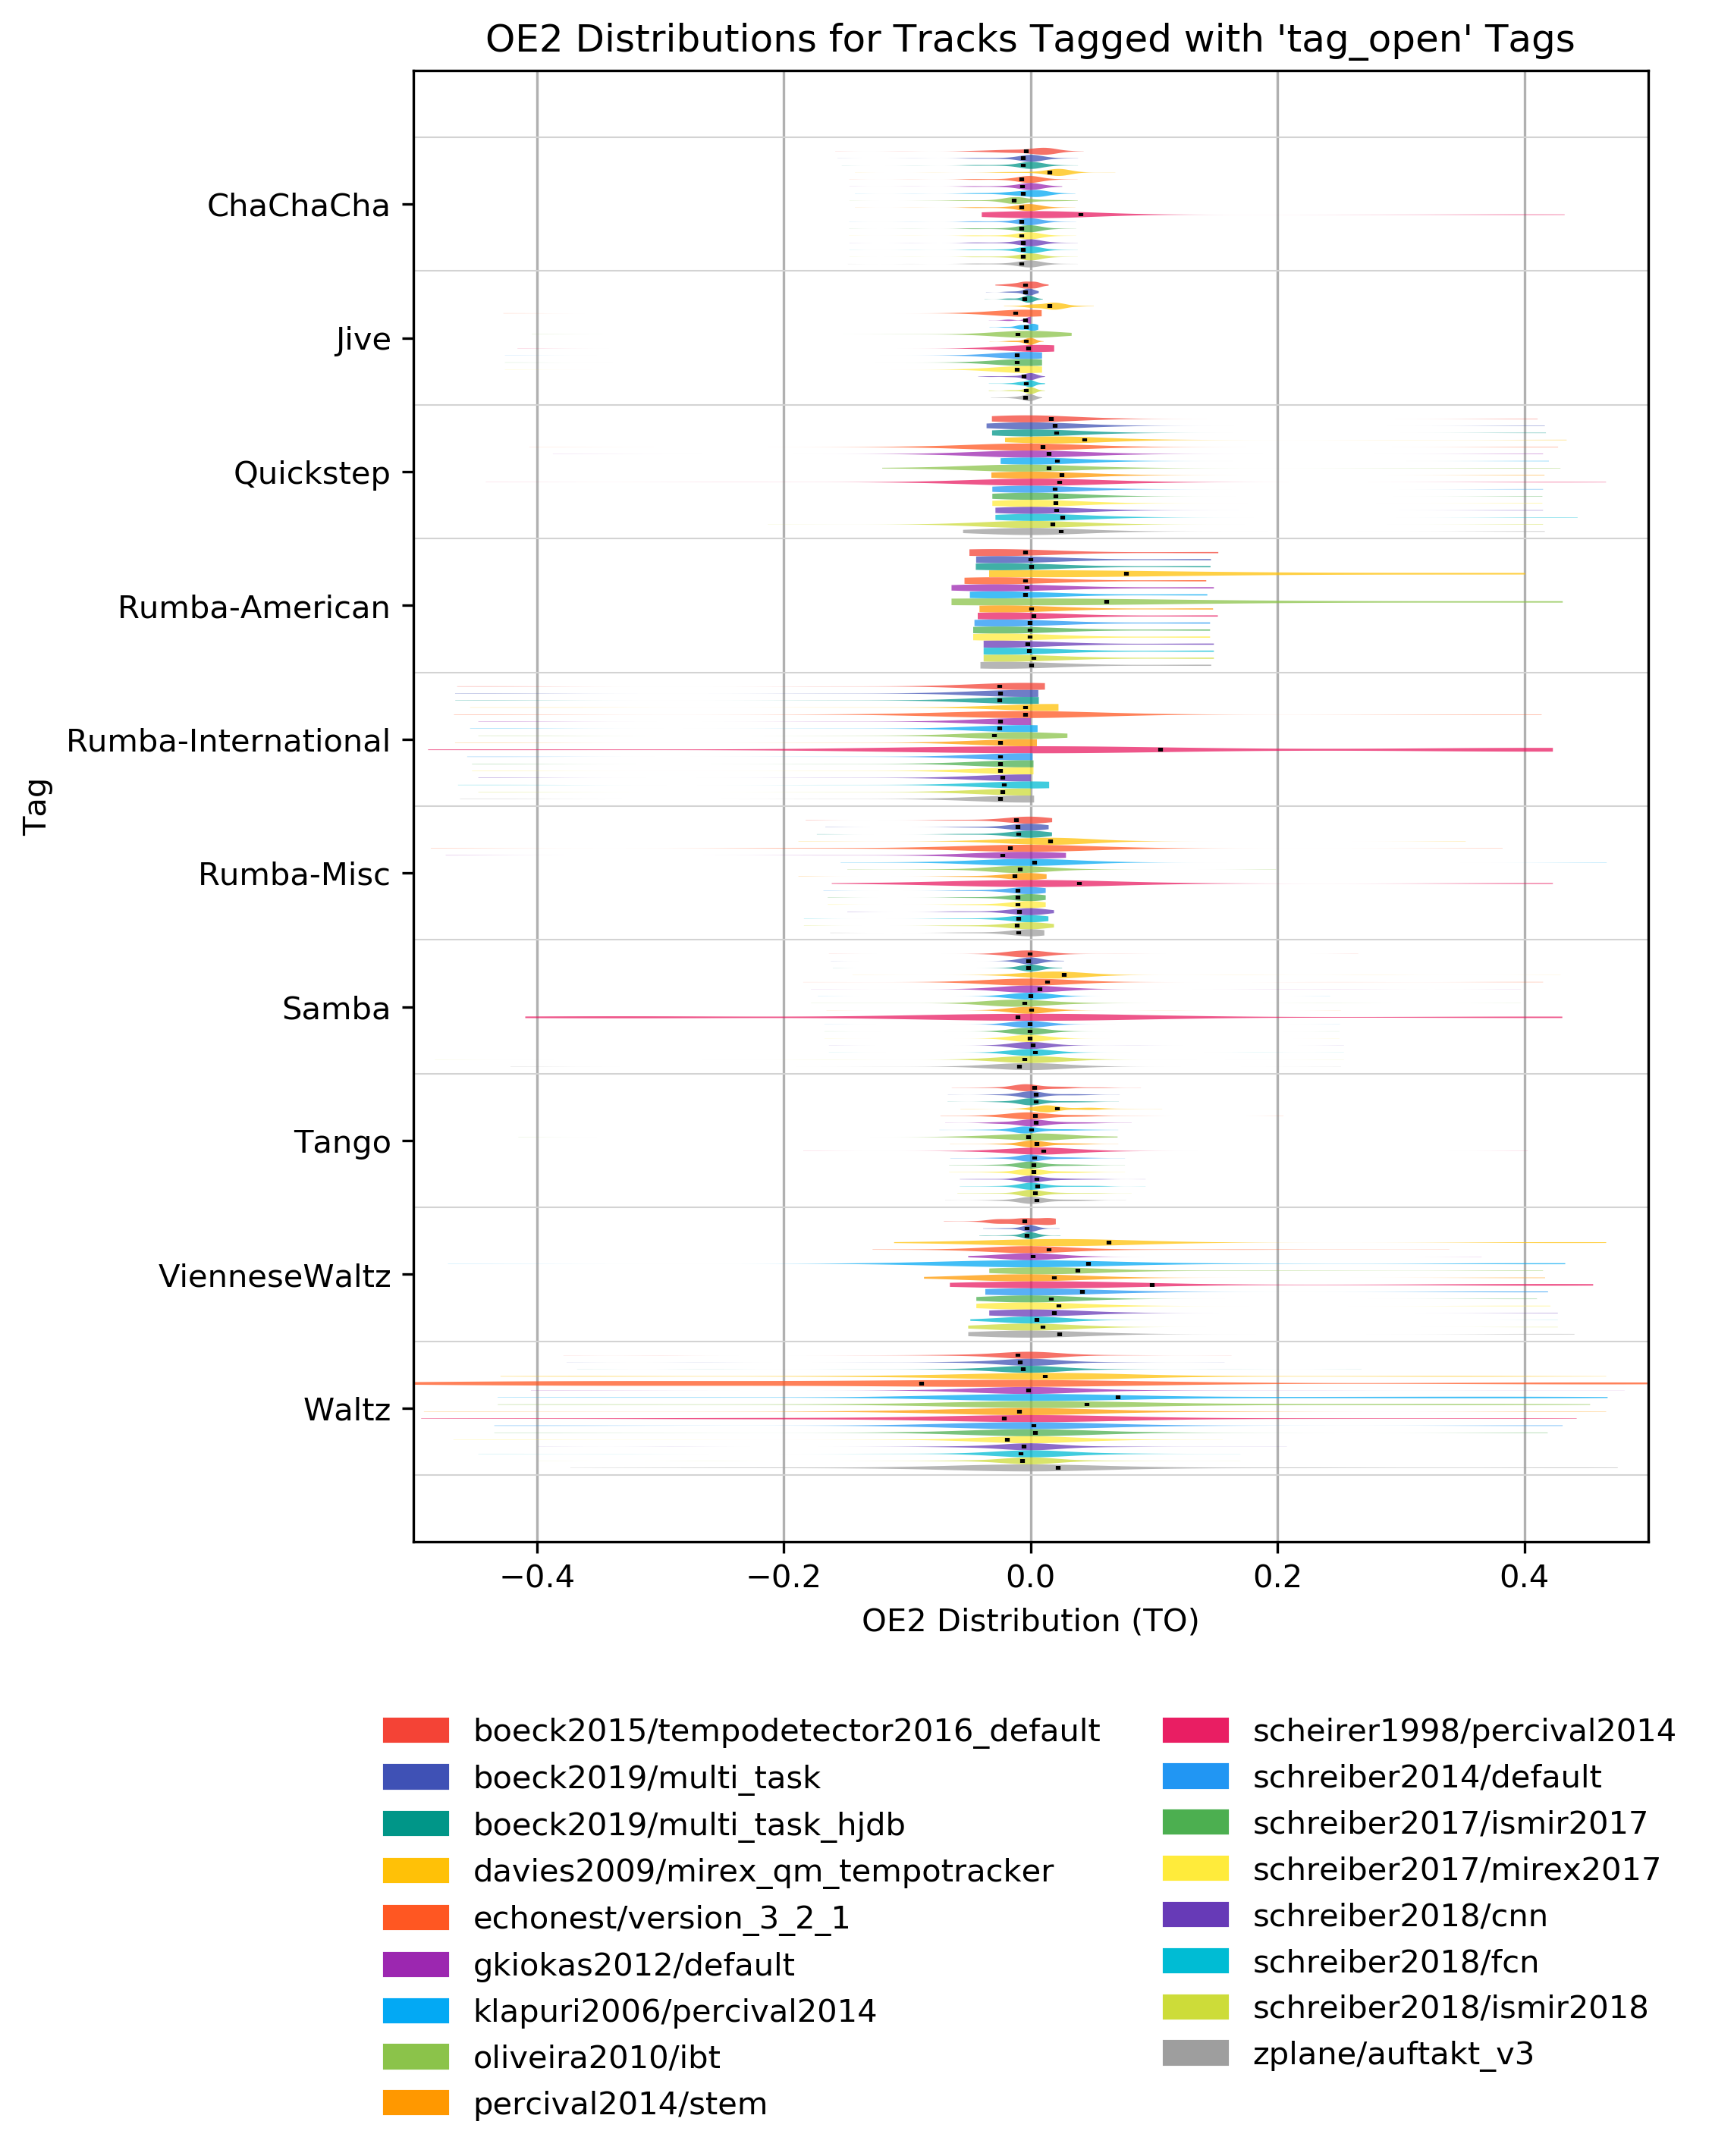 OE2 Distributions for Tracks Tagged with 'tag_open' Tags
ChaChaCha
Jive
Quickstep
Rumba-American
Rumba-International
Rumba-Misc
Samba
Tango
VienneseWaltz
Waltz
Tag
−0.4
−0.2
0.0
0.2
0.4
OE2 Distribution (TO)
boeck2015/tempodetector2016_default
boeck2019/multi_task
boeck2019/multi_task_hjdb
davies2009/mirex_qm_tempotracker
echonest/version_3_2_1
gkiokas2012/default
klapuri2006/percival2014
oliveira2010/ibt
percival2014/stem
scheirer1998/percival2014
schreiber2014/default
schreiber2017/ismir2017
schreiber2017/mirex2017
schreiber2018/cnn
schreiber2018/fcn
schreiber2018/ismir2018
zplane/auftakt_v3